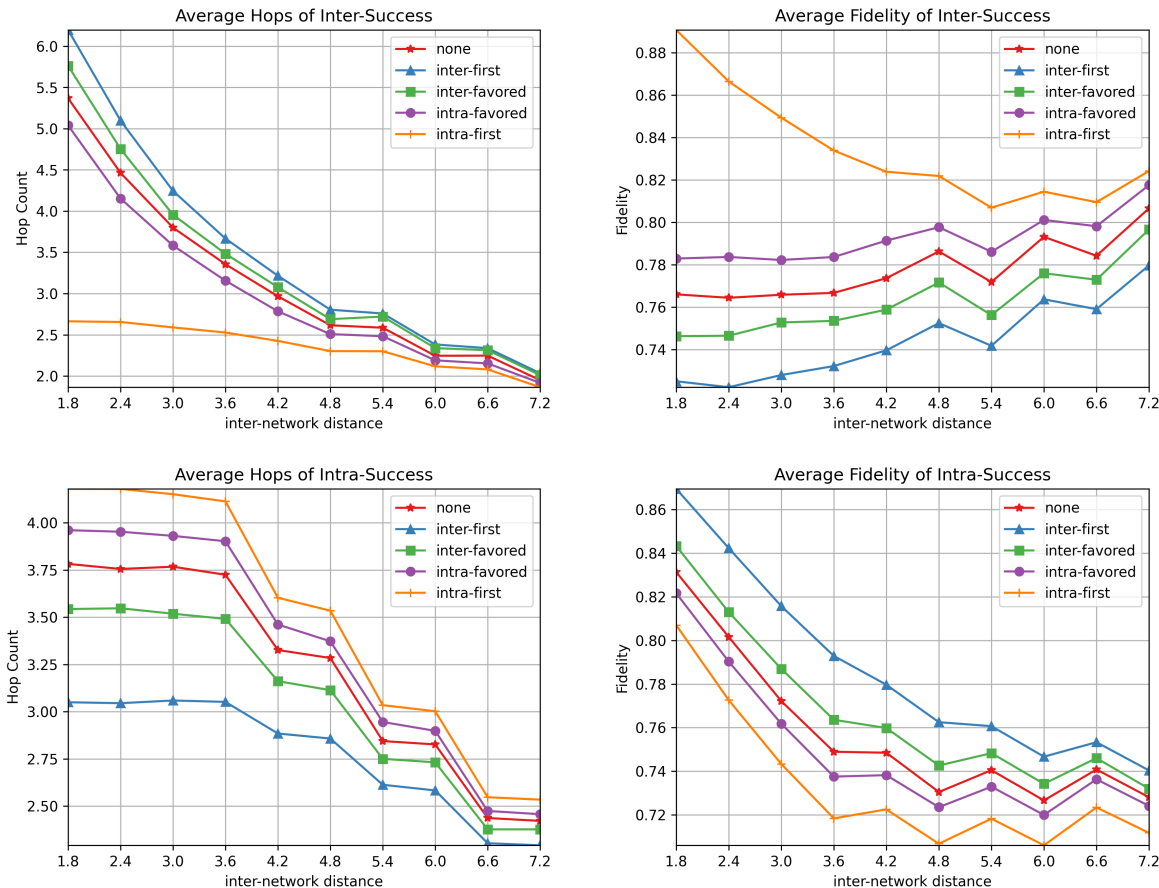 Average Hops of Inter-Success
6.0
5.5
5.0
4.5
4.0
3.5
3.0
2.5
2.0
Hop Count
none
inter-first
inter-favored
intra-favored
intra-first
1.8 2.4 3.0 3.6 4.2 4.8 5.4 6.0 6.6 7.2
inter-network distance
Average Fidelity of Inter-Success
0.88
0.86
0.84
0.82
0.80
0.78
0.76
0.74
Fidelity
none
inter-first
inter-favored
intra-favored
intra-first
1.8 2.4 3.0 3.6 4.2 4.8 5.4 6.0 6.6 7.2
inter-network distance
Average Hops of Intra-Success
4.00
3.75
3.50
3.25
3.00
2.75
2.50
Hop Count
none
inter-first
inter-favored
intra-favored
intra-first
1.8 2.4 3.0 3.6 4.2 4.8 5.4 6.0 6.6 7.2
inter-network distance
Average Fidelity of Intra-Success
0.86
0.84
0.82
0.80
0.78
0.76
0.74
0.72
Fidelity
none
inter-first
inter-favored
intra-favored
intra-first
1.8 2.4 3.0 3.6 4.2 4.8 5.4 6.0 6.6 7.2
inter-network distance